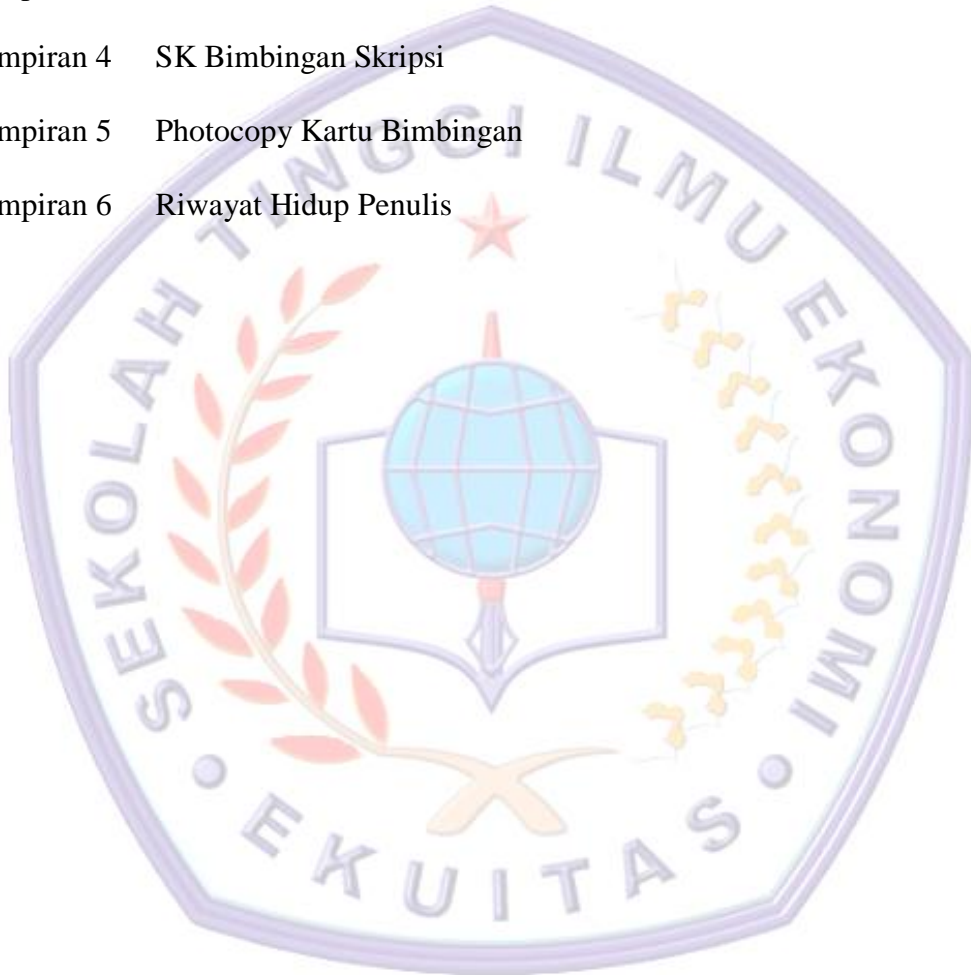 mpiran 4 SK Bimbingan Skripsi
mpiran 5 Photocopy Kartu Bimbingan
mpiran 6 Riwayat Hidup Penulis
SEKOLAH TINGGI ILMU EKONOMI
• EKUITAS •